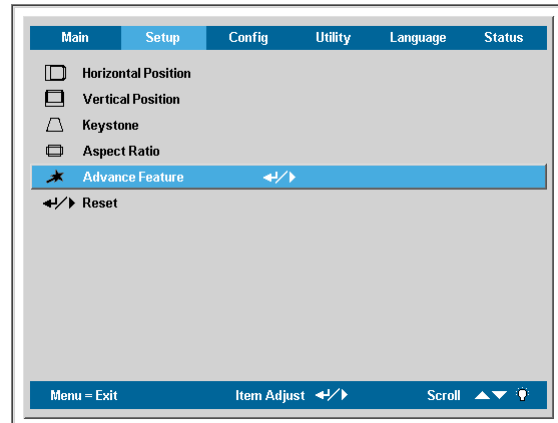 Main Setup Config Utility Language Status
Horizontal Position
Vertical Position
Keystone
Aspect Ratio
Advance Feature
Reset
Menu = Exit Item Adjust Scroll